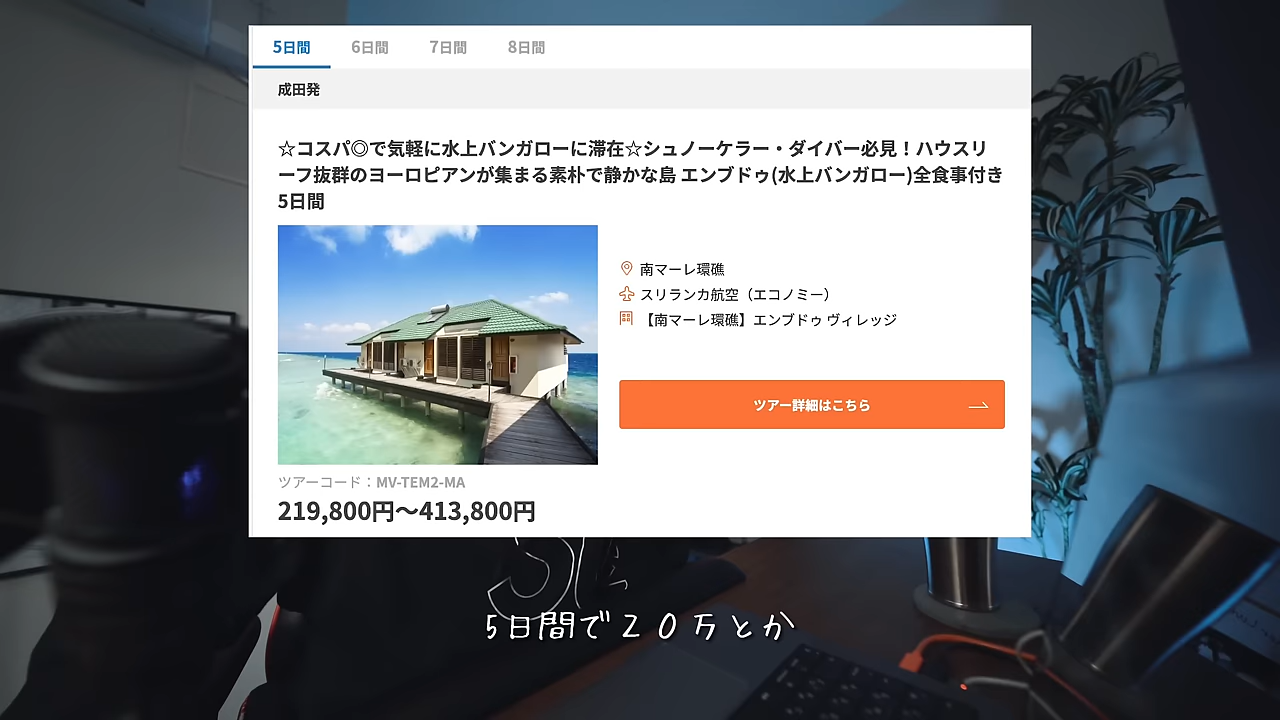 5日間 6日間 7日間 8日間
成田発
☆コスパ◎で気軽に水上バンガローに滞在☆シュノーケラー・ダイバー必見！ハウスリ
ーフ抜群のヨーロピアンが集まる素朴で静かな島 エンブドゥ(水上バンガロー)全食事付き
5日間
南マーレ環礁
スリランカ航空（エコノミー）
【南マーレ環礁】エンブドゥ ヴィレッジ
ツアー詳細はこちら
ツアーコード：MV-TEM2-MA
219,800円〜413,800円
5日間で20万とか